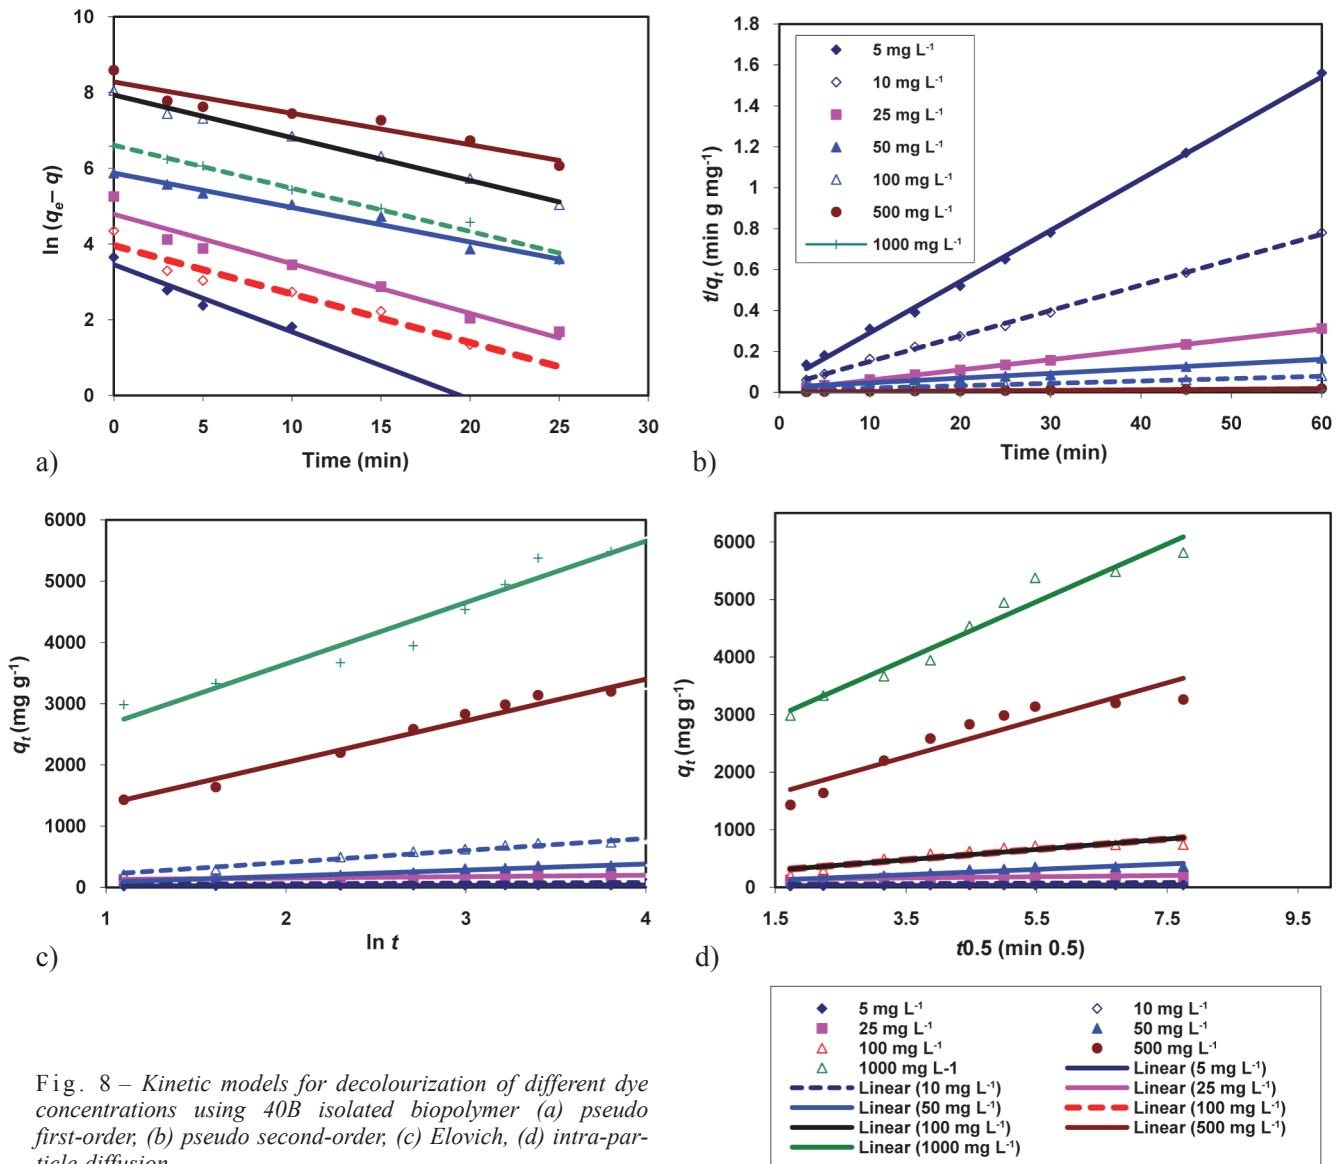 10
8
6
4
2
0
0 5 10 15 20 25 30
ln (qe– q)
Time (min)
a)
1.8
1.6
1.4
1.2
1
0.8
0.6
0.4
0.2
0
0 10 20 30 40 50 60
t/qt (min g mg-1)
Time (min)
b)
5 mg L-1
10 mg L-1
25 mg L-1
50 mg L-1
100 mg L-1
500 mg L-1
1000 mg L-1
6000
5000
4000
3000
2000
1000
0
1 2 3 4
qt (mg g-1)
ln t
c)
6000
5000
4000
3000
2000
1000
0
1.5 3.5 5.5 7.5 9.5
qt (mg g-1)
t0.5 (min 0.5)
d)
5 mg L-1 10 mg L-1
25 mg L-1 50 mg L-1
100 mg L-1 500 mg L-1
1000 mg L-1 Linear (5 mg L-1)
Linear (10 mg L-1) Linear (25 mg L-1)
Linear (50 mg L-1) Linear (100 mg L-1)
Linear (100 mg L-1) Linear (500 mg L-1)
Linear (1000 mg L-1)
Fig. 8 – Kinetic models for decolourization of different dye
concentrations using 40B isolated biopolymer (a) pseudo
first-order, (b) pseudo second-order, (c) Elovich, (d) intra-par-
ticle diffusion